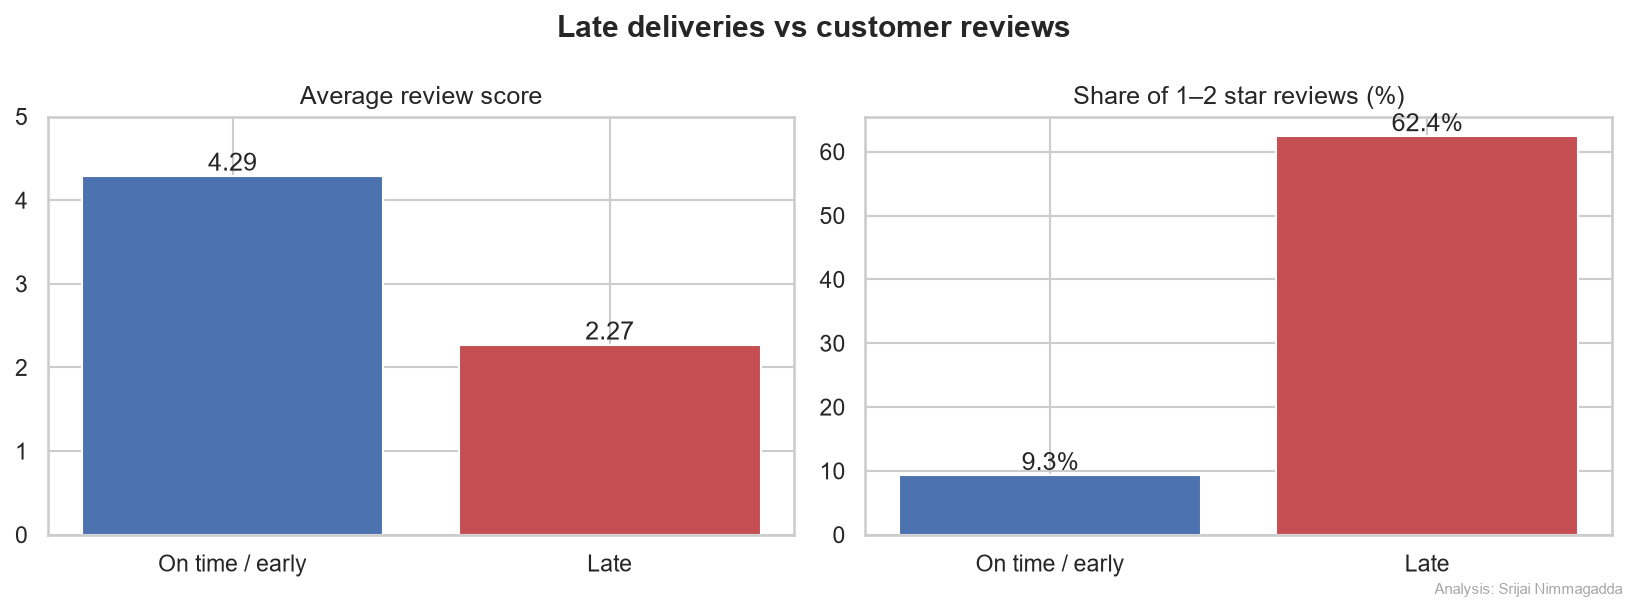 Late deliveries vs customer reviews
Average review score
5
4
3
2
1
0
4.29
2.27
On time / early
Late
Share of 1–2 star reviews (%)
60
50
40
30
20
10
0
9.3%
62.4%
On time / early
Late
Analysis: Srijai Nimmagadda